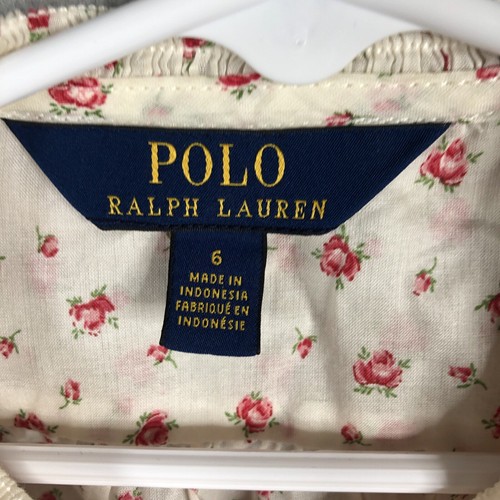 POLO
RALPH LAUREN
6
MADE IN
INDONESIA
FABRIQUÉ EN
INDONÉSIE